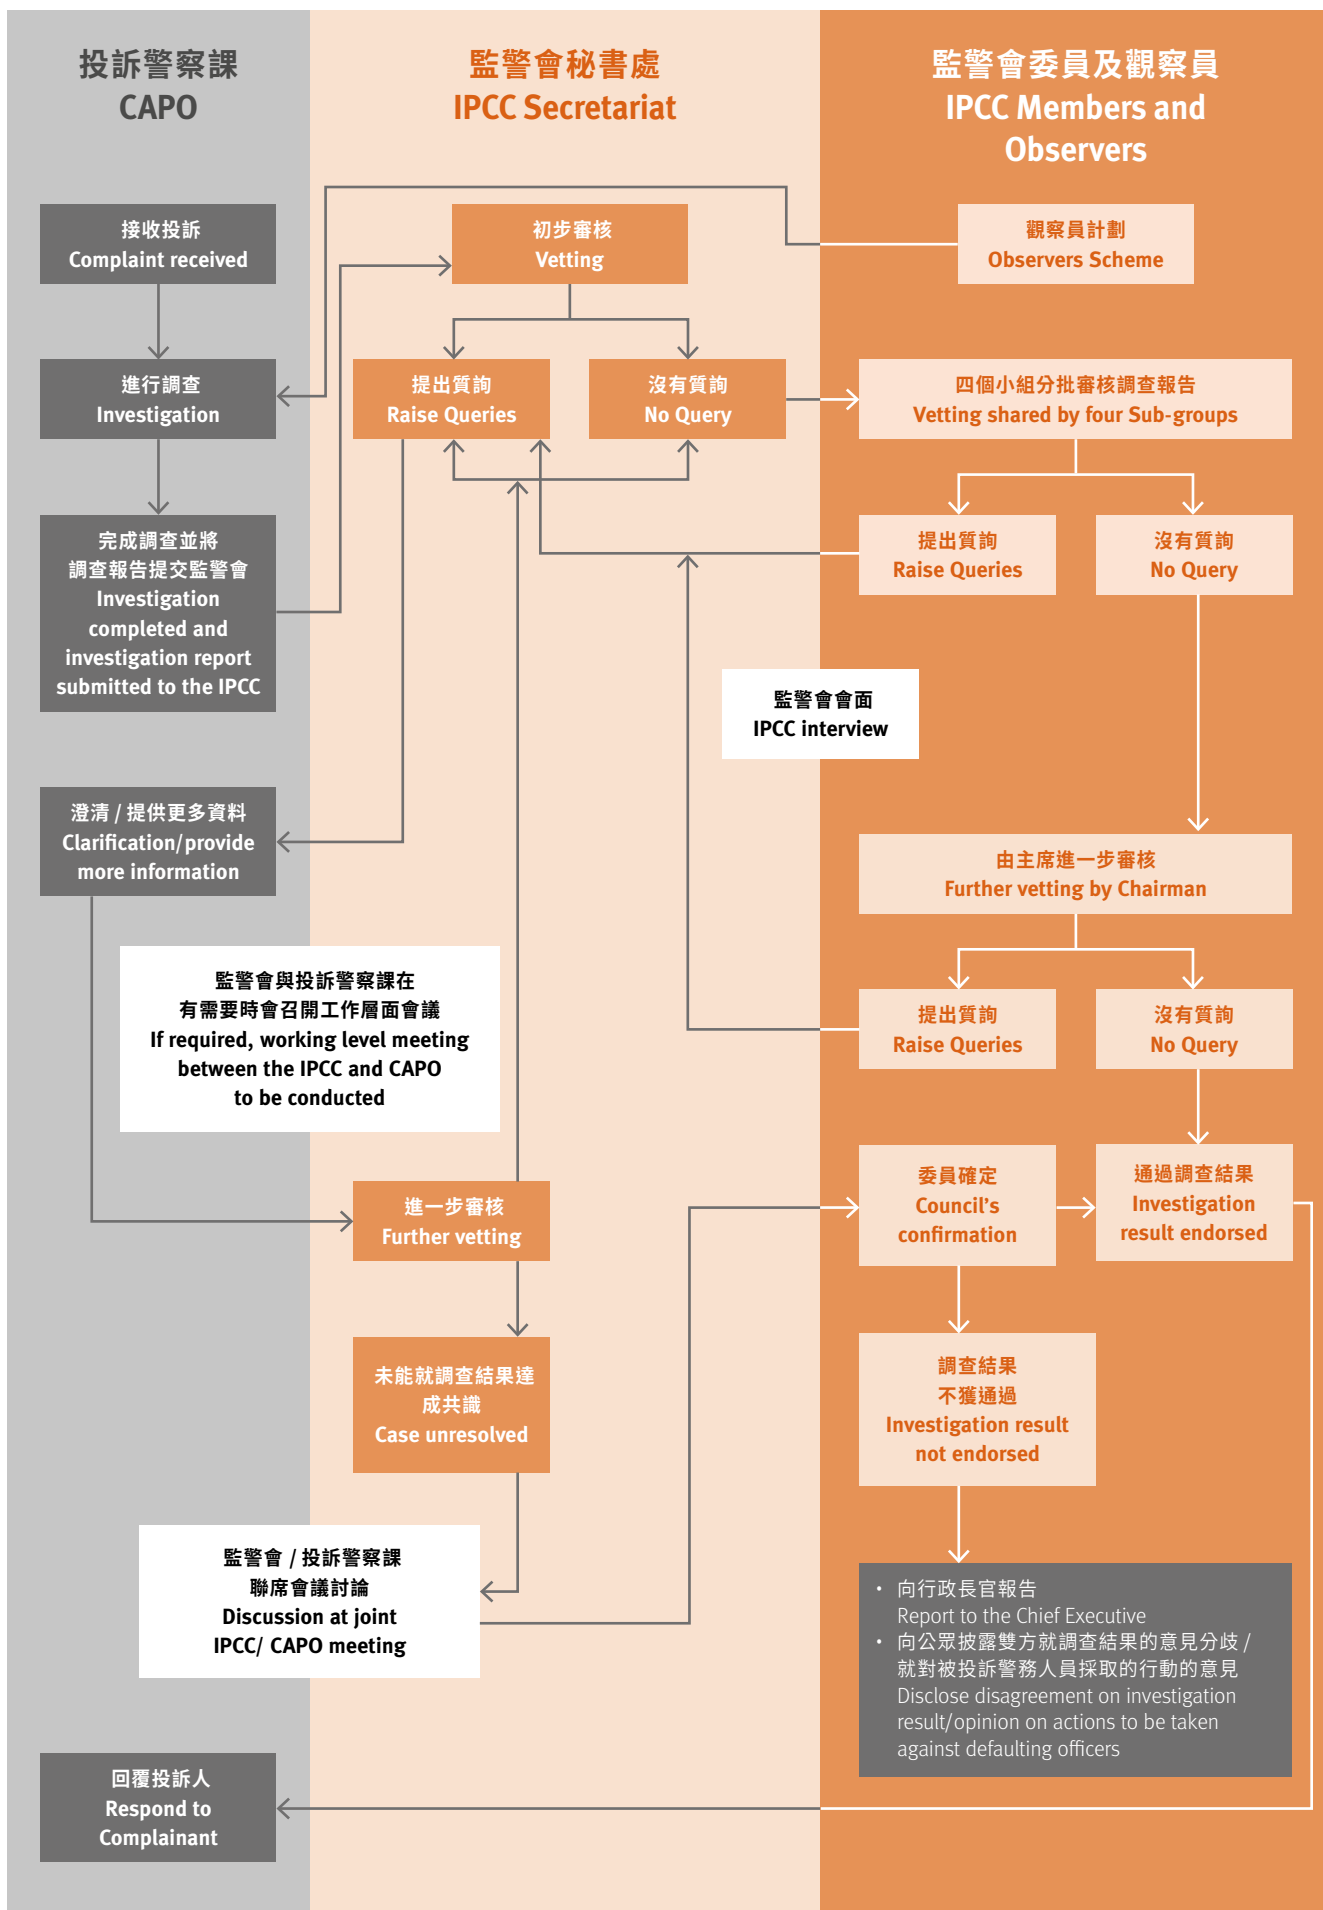 投訴警察課
CAPO
監警會秘書處
IPCC Secretariat
監警會委員及觀察員
IPCC Members and
Observers
接收投訴
Complaint received
初步審核
Vetting
觀察員計劃
Observers Scheme
進行調查
Investigation
提出質詢
Raise Queries
沒有質詢
No Query
四個小組分批審核調查報告
Vetting shared by four Sub-groups
完成調查並將
調查報告提交監警會
Investigation
completed and
investigation report
submitted to the IPCC
提出質詢
Raise Queries
沒有質詢
No Query
監警會會面
IPCC interview
澄清 / 提供更多資料
Clarification/provide
more information
由主席進一步審核
Further vetting by Chairman
監警會與投訴警察課在
有需要時會召開工作層面會議
If required, working level meeting
between the IPCC and CAPO
to be conducted
提出質詢
Raise Queries
沒有質詢
No Query
進一步審核
Further vetting
委員確定
Council’s
confirmation
通過調查結果
Investigation
result endorsed
未能就調查結果達
成共識
Case unresolved
調查結果
不獲通過
Investigation result
not endorsed
監警會 / 投訴警察課
聯席會議討論
Discussion at joint
IPCC/ CAPO meeting
• 向行政長官報告
Report to the Chief Executive
• 向公眾披露雙方就調查結果的意見分歧 /
就對被投訴警務人員採取的行動的意見
Disclose disagreement on investigation
result/opinion on actions to be taken
against defaulting officers
回覆投訴人
Respond to
Complainant